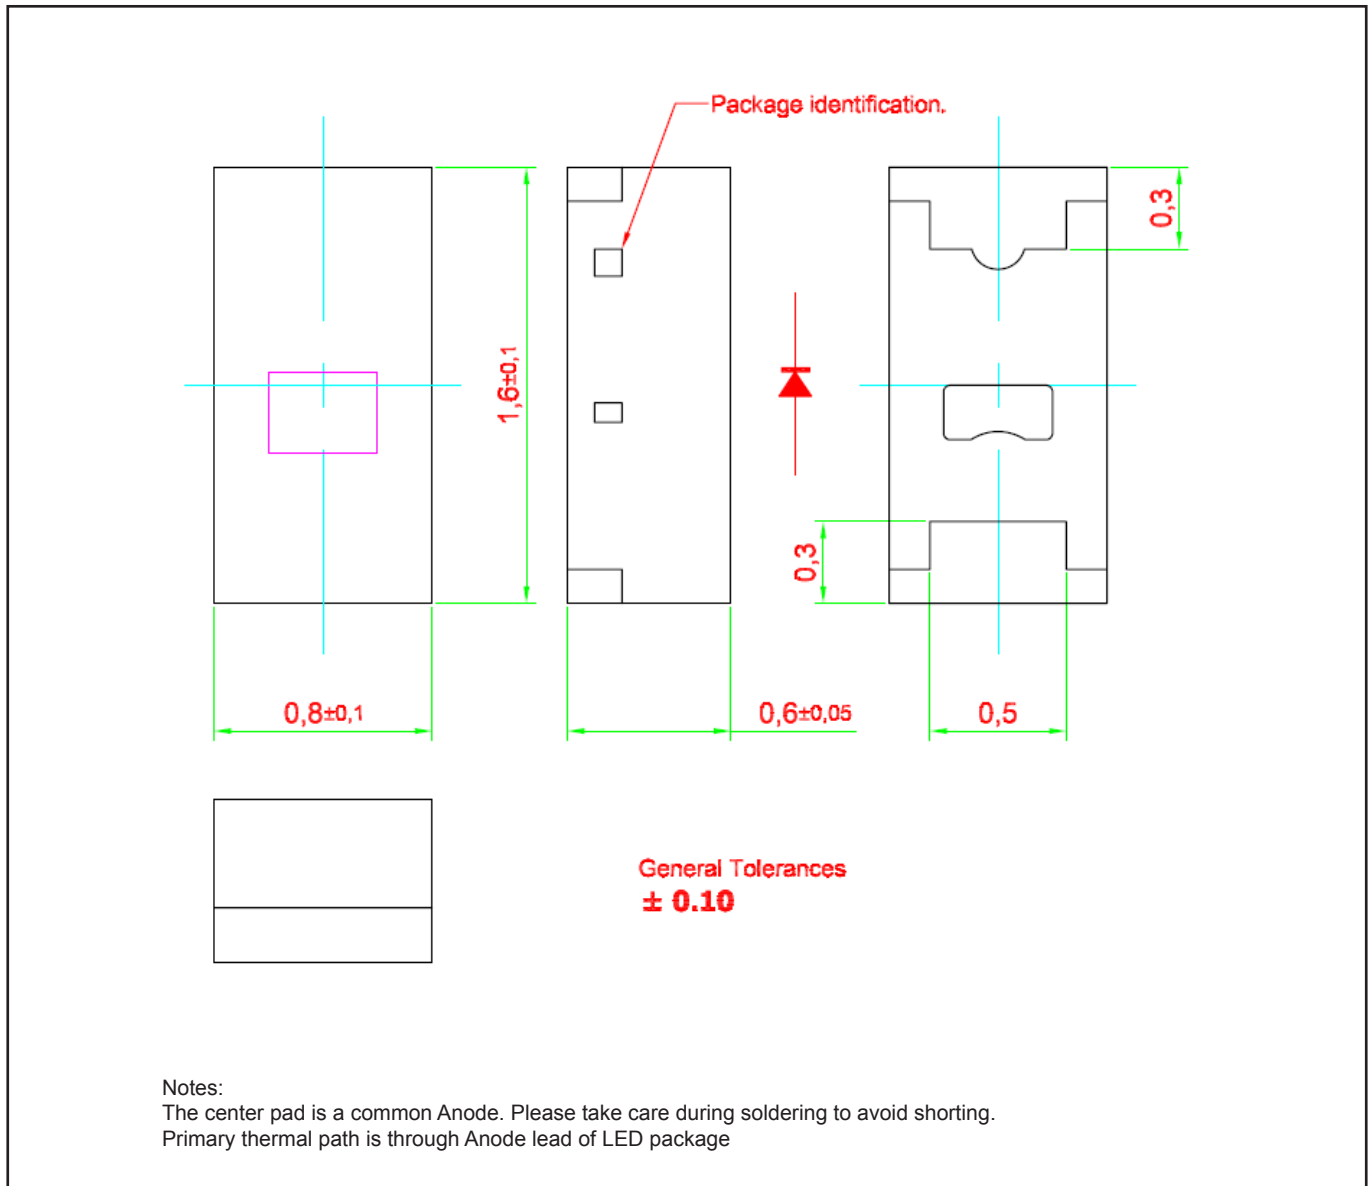 Package identification.
0,3
1,6±0,1
0,3
0,8±0,1
0,6±0,05
0,5
General Tolerances
± 0.10
Notes:
The center pad is a common Anode. Please take care during soldering to avoid shorting.
Primary thermal path is through Anode lead of LED package